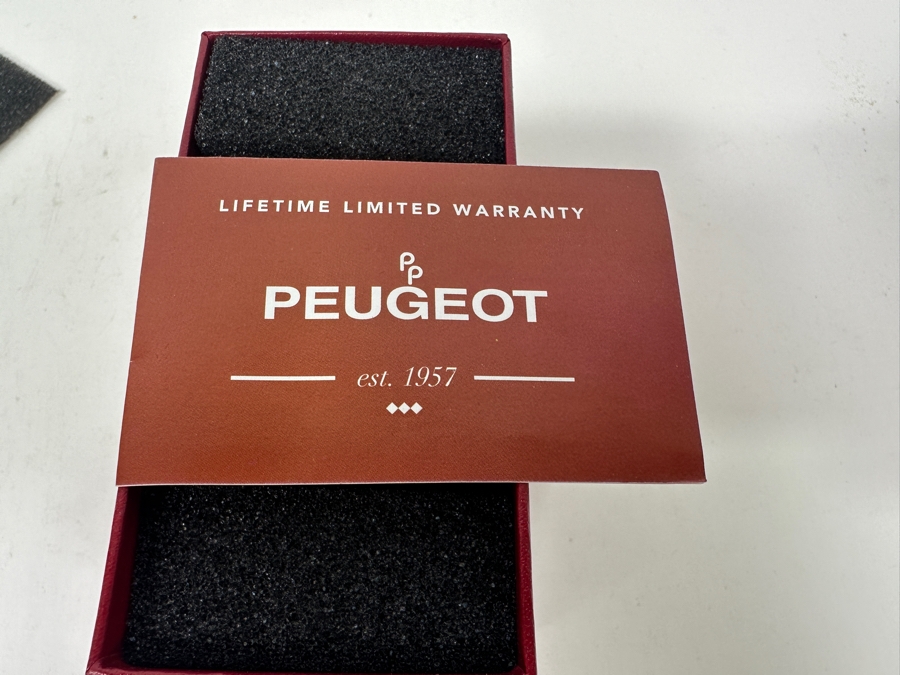 LIFETIME LIMITED WARRANTY
PP
PEUGEOT
est. 1957